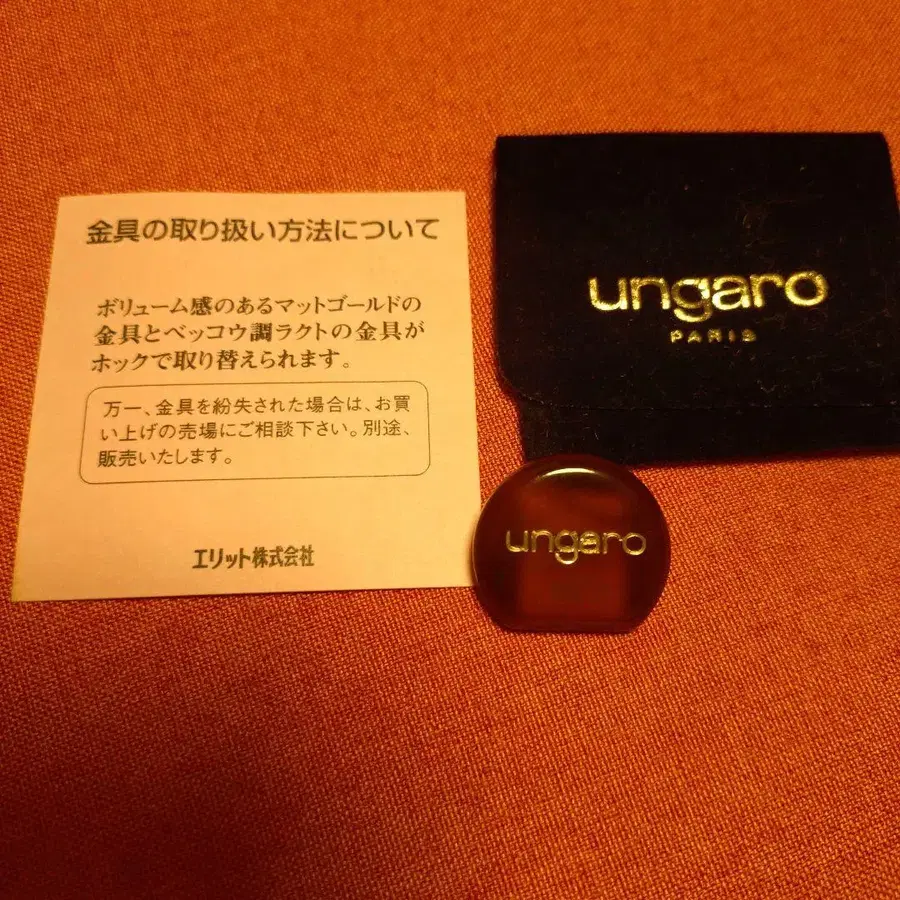 金具の取り扱い方法について
ボリューム感のあるマットゴールドの
金具とベッコウ調ラクトの金具が
ホックで取り替えられます。
万一、金具を紛失された場合は、お買
い上げの売場にご相談下さい。別途、
販売いたします。
エリット株式会社
ungaro
PARIS
ungaro